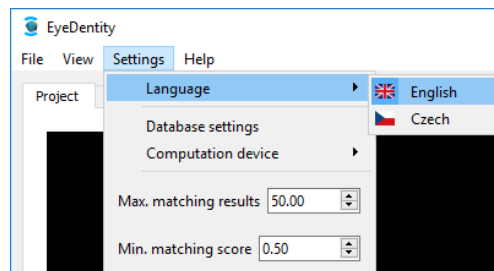 EyeDentity
File View Settings Help
Project
Language
English
Czech
Database settings
Computation device
Max. matching results 50.00
Min. matching score 0.50